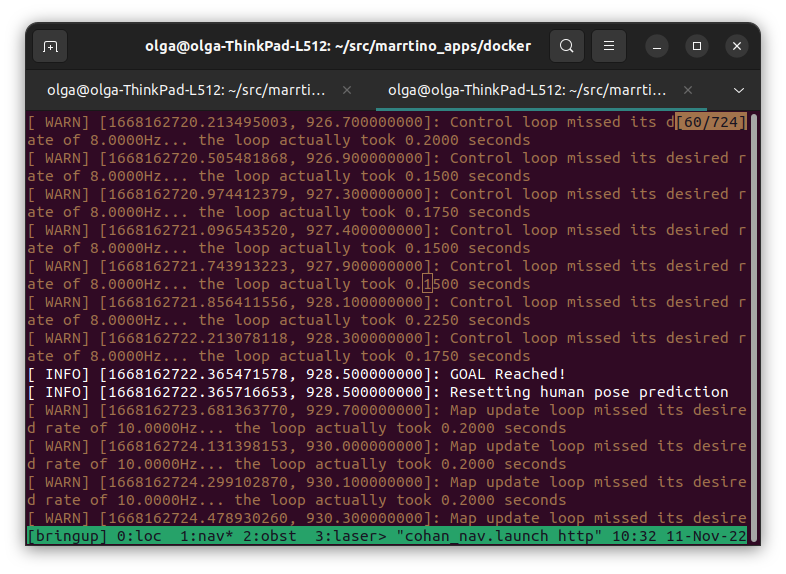 olga@olga-ThinkPad-L512: ~/src/marrtino_apps/docker
olga@olga-ThinkPad-L512: ~/src/marrti...
olga@olga-ThinkPad-L512: ~/src/marrti...
[ WARN] [1668162720.213495003, 926.700000000]: Control loop missed its d[60/724]
ate of 8.0000Hz... the loop actually took 0.2000 seconds
[ WARN] [1668162720.505481868, 926.900000000]: Control loop missed its desired r
ate of 8.0000Hz... the loop actually took 0.1500 seconds
[ WARN] [1668162720.974412379, 927.300000000]: Control loop missed its desired r
ate of 8.0000Hz... the loop actually took 0.1750 seconds
[ WARN] [1668162721.096543520, 927.400000000]: Control loop missed its desired r
ate of 8.0000Hz... the loop actually took 0.1500 seconds
[ WARN] [1668162721.743913223, 927.900000000]: Control loop missed its desired r
ate of 8.0000Hz... the loop actually took 0.1500 seconds
[ WARN] [1668162721.856411556, 928.100000000]: Control loop missed its desired r
ate of 8.0000Hz... the loop actually took 0.2250 seconds
[ WARN] [1668162722.213078118, 928.300000000]: Control loop missed its desired r
ate of 8.0000Hz... the loop actually took 0.1750 seconds
[ INFO] [1668162722.365471578, 928.500000000]: GOAL Reached!
[ INFO] [1668162722.365716653, 928.500000000]: Resetting human pose prediction
[ WARN] [1668162723.681363770, 929.700000000]: Map update loop missed its desire
d rate of 10.0000Hz... the loop actually took 0.2000 seconds
[ WARN] [1668162724.131398153, 930.000000000]: Map update loop missed its desire
d rate of 10.0000Hz... the loop actually took 0.2000 seconds
[ WARN] [1668162724.299102870, 930.100000000]: Map update loop missed its desire
d rate of 10.0000Hz... the loop actually took 0.2000 seconds
[ WARN] [1668162724.478930260, 930.300000000]: Map update loop missed its desire
[bringup] 0:loc  1:nav* 2:obst  3:laser> "cohan_nav.launch http" 10:32 11-Nov-22